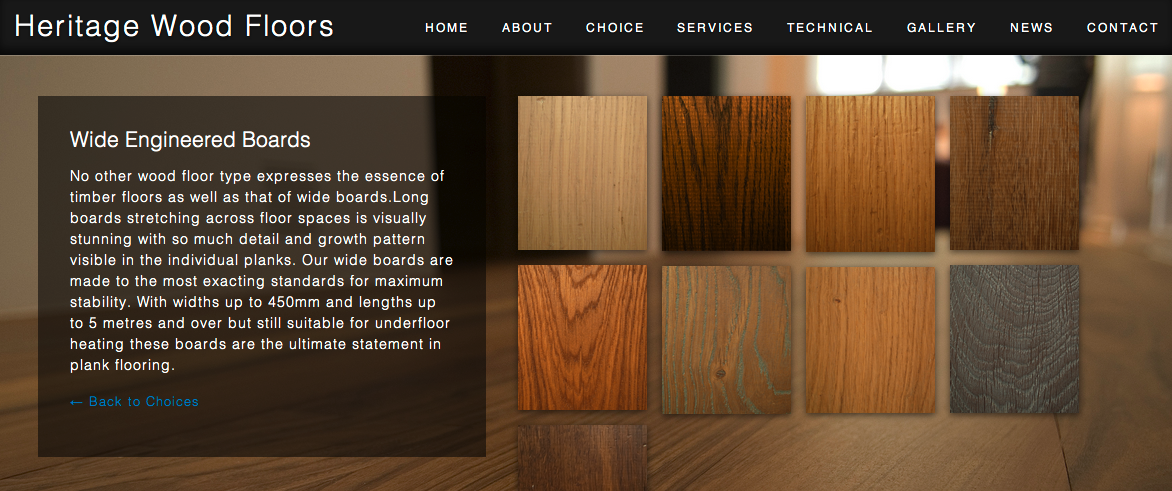 Heritage Wood Floors
HOME ABOUT CHOICE SERVICES TECHNICAL GALLERY NEWS CONTACT
Wide Engineered Boards
No other wood floor type expresses the essence of
timber floors as well as that of wide boards.Long
boards stretching across floor spaces is visually
stunning with so much detail and growth pattern
visible in the individual planks. Our wide boards are
made to the most exacting standards for maximum
stability. With widths up to 450mm and lengths up
to 5 metres and over but still suitable for underfloor
heating these boards are the ultimate statement in
plank flooring.
← Back to Choices